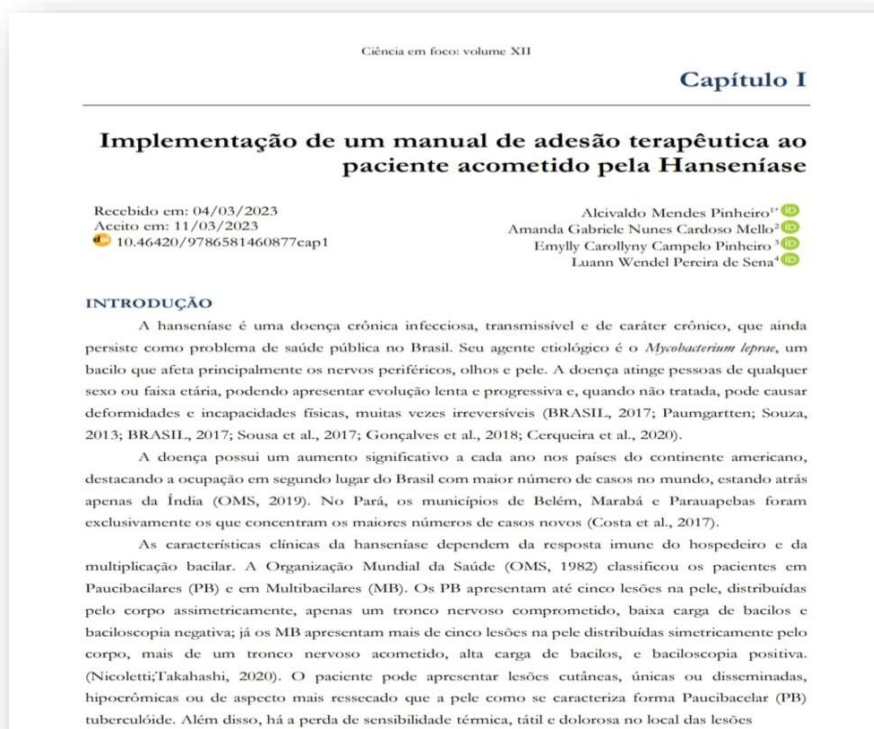 Ciência em foco: volume XII
Capítulo I
Implementação de um manual de adesão terapêutica ao
paciente acometido pela Hanseníase
Recebido em: 04/03/2023
Aceito em: 11/03/2023
10.46420/9786581460877cap1
Alcivaldo Mendes Pinheiro¹*
Amanda Gabriele Nunes Cardoso Mello²
Emylly Carollyny Campelo Pinheiro ³
Luann Wendel Pereira de Sena⁴
INTRODUÇÃO
A hanseníase é uma doença crônica infecciosa, transmissível e de caráter crônico, que ainda
persiste como problema de saúde pública no Brasil. Seu agente etiológico é o Mycobacterium leprae, um
bacilo que afeta principalmente os nervos periféricos, olhos e pele. A doença atinge pessoas de qualquer
sexo ou faixa etária, podendo apresentar evolução lenta e progressiva e, quando não tratada, pode causar
deformidades e incapacidades físicas, muitas vezes irreversíveis (BRASIL, 2017; Paumgartten; Souza,
2013; BRASIL, 2017; Sousa et al., 2017; Gonçalves et al., 2018; Cerqueira et al., 2020).
A doença possui um aumento significativo a cada ano nos países do continente americano,
destacando a ocupação em segundo lugar do Brasil com maior número de casos no mundo, estando atrás
apenas da Índia (OMS, 2019). No Pará, os municípios de Belém, Marabá e Parauapebas foram
exclusivamente os que concentram os maiores números de casos novos (Costa et al., 2017).
As características clínicas da hanseníase dependem da resposta imune do hospedeiro e da
multiplicação bacilar. A Organização Mundial da Saúde (OMS, 1982) classificou os pacientes em
Paucibacilares (PB) e em Multibacilares (MB). Os PB apresentam até cinco lesões na pele, distribuídas
pelo corpo assimetricamente, apenas um tronco nervoso comprometido, baixa carga de bacilos e
baciloscopia negativa; já os MB apresentam mais de cinco lesões na pele distribuídas simetricamente pelo
corpo, mais de um tronco nervoso acometido, alta carga de bacilos, e baciloscopia positiva.
(Nicoletti;Takahashi, 2020). O paciente pode apresentar lesões cutâneas, únicas ou disseminadas,
hipocrômicas ou de aspecto mais ressecado que a pele como se caracteriza forma Paucibacelar (PB)
tuberculóide. Além disso, há a perda de sensibilidade térmica, tátil e dolorosa no local das lesões